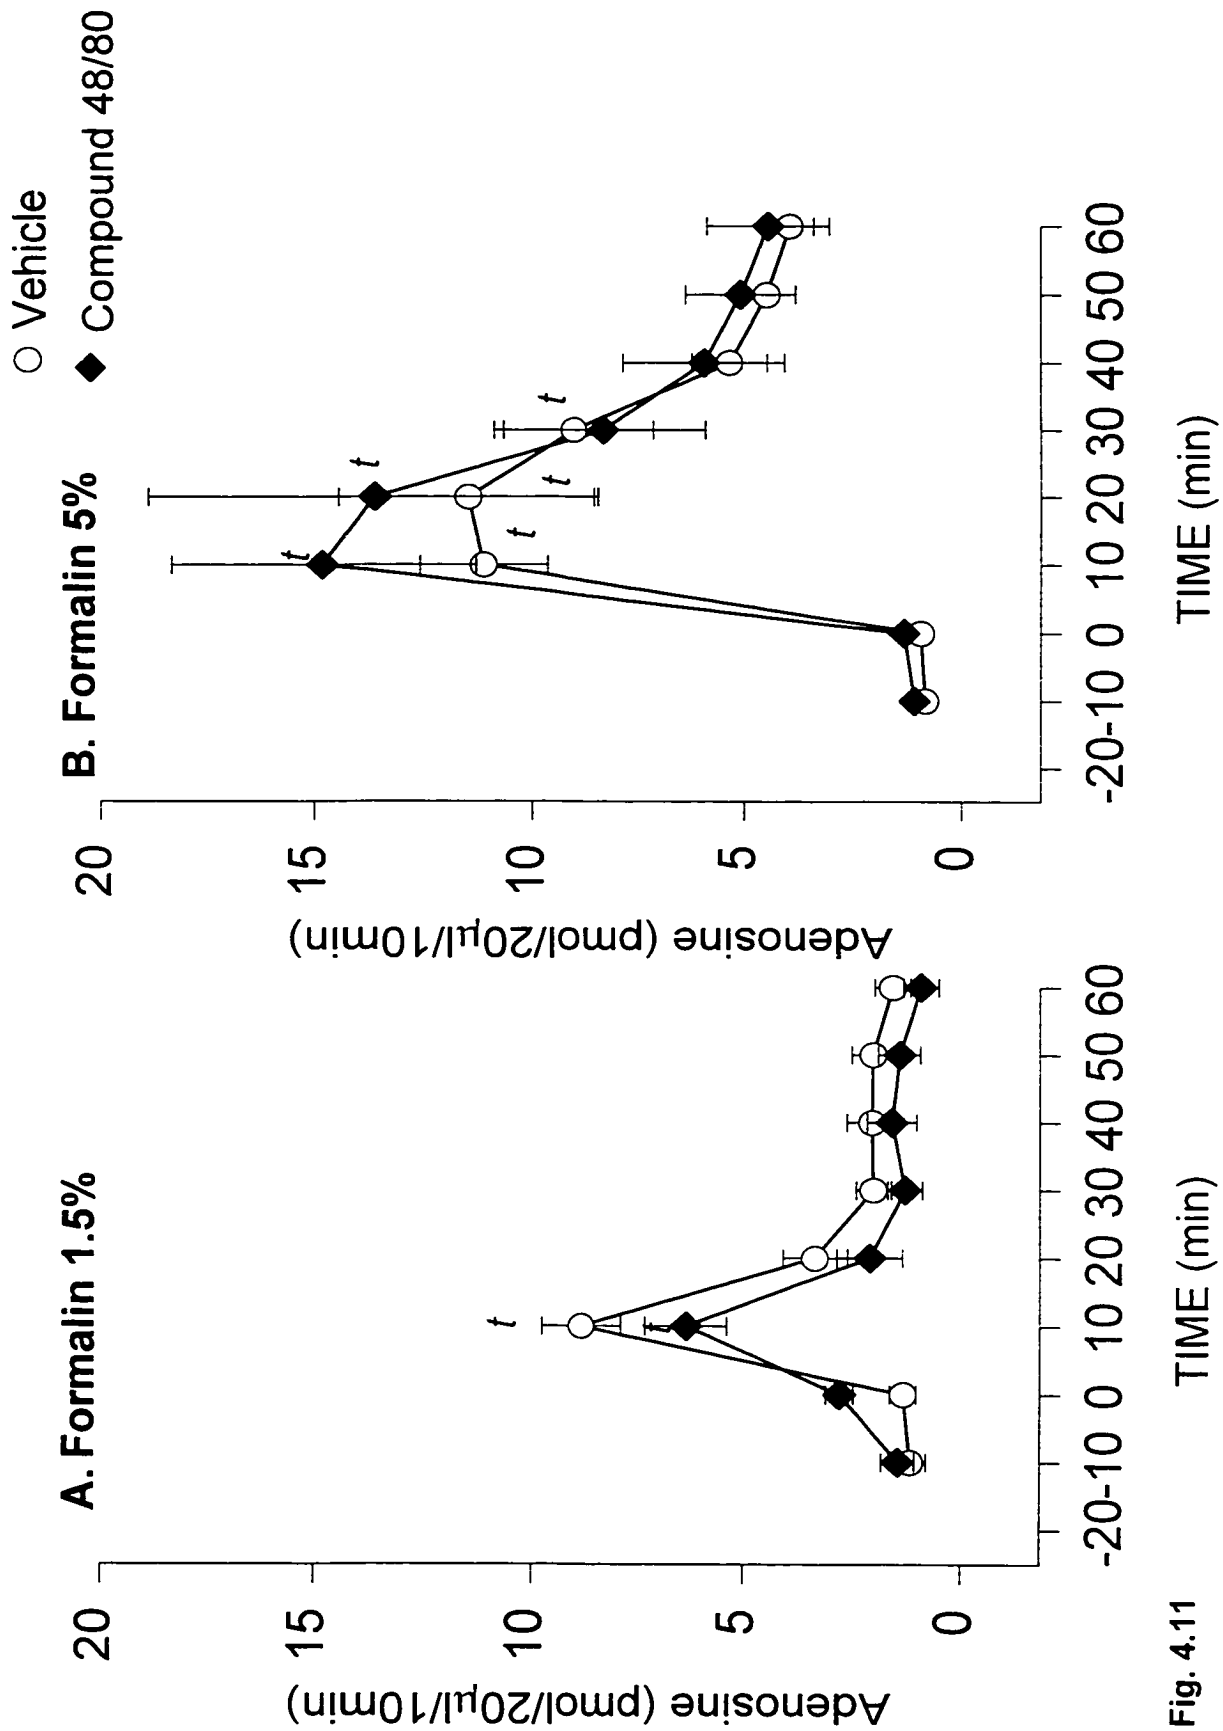 ○ Vehicle
◆ Compound 48/80
A. Formalin 1.5%
20
15
10
5
0
Adenosine (pmol/20µl/10min)
t
t
-20 -10 0 10 20 30 40 50 60
TIME (min)
B. Formalin 5%
20
15
10
5
0
Adenosine (pmol/20µl/10min)
t
t
t
t
t
-20 -10 0 10 20 30 40 50 60
TIME (min)
Fig. 4.11